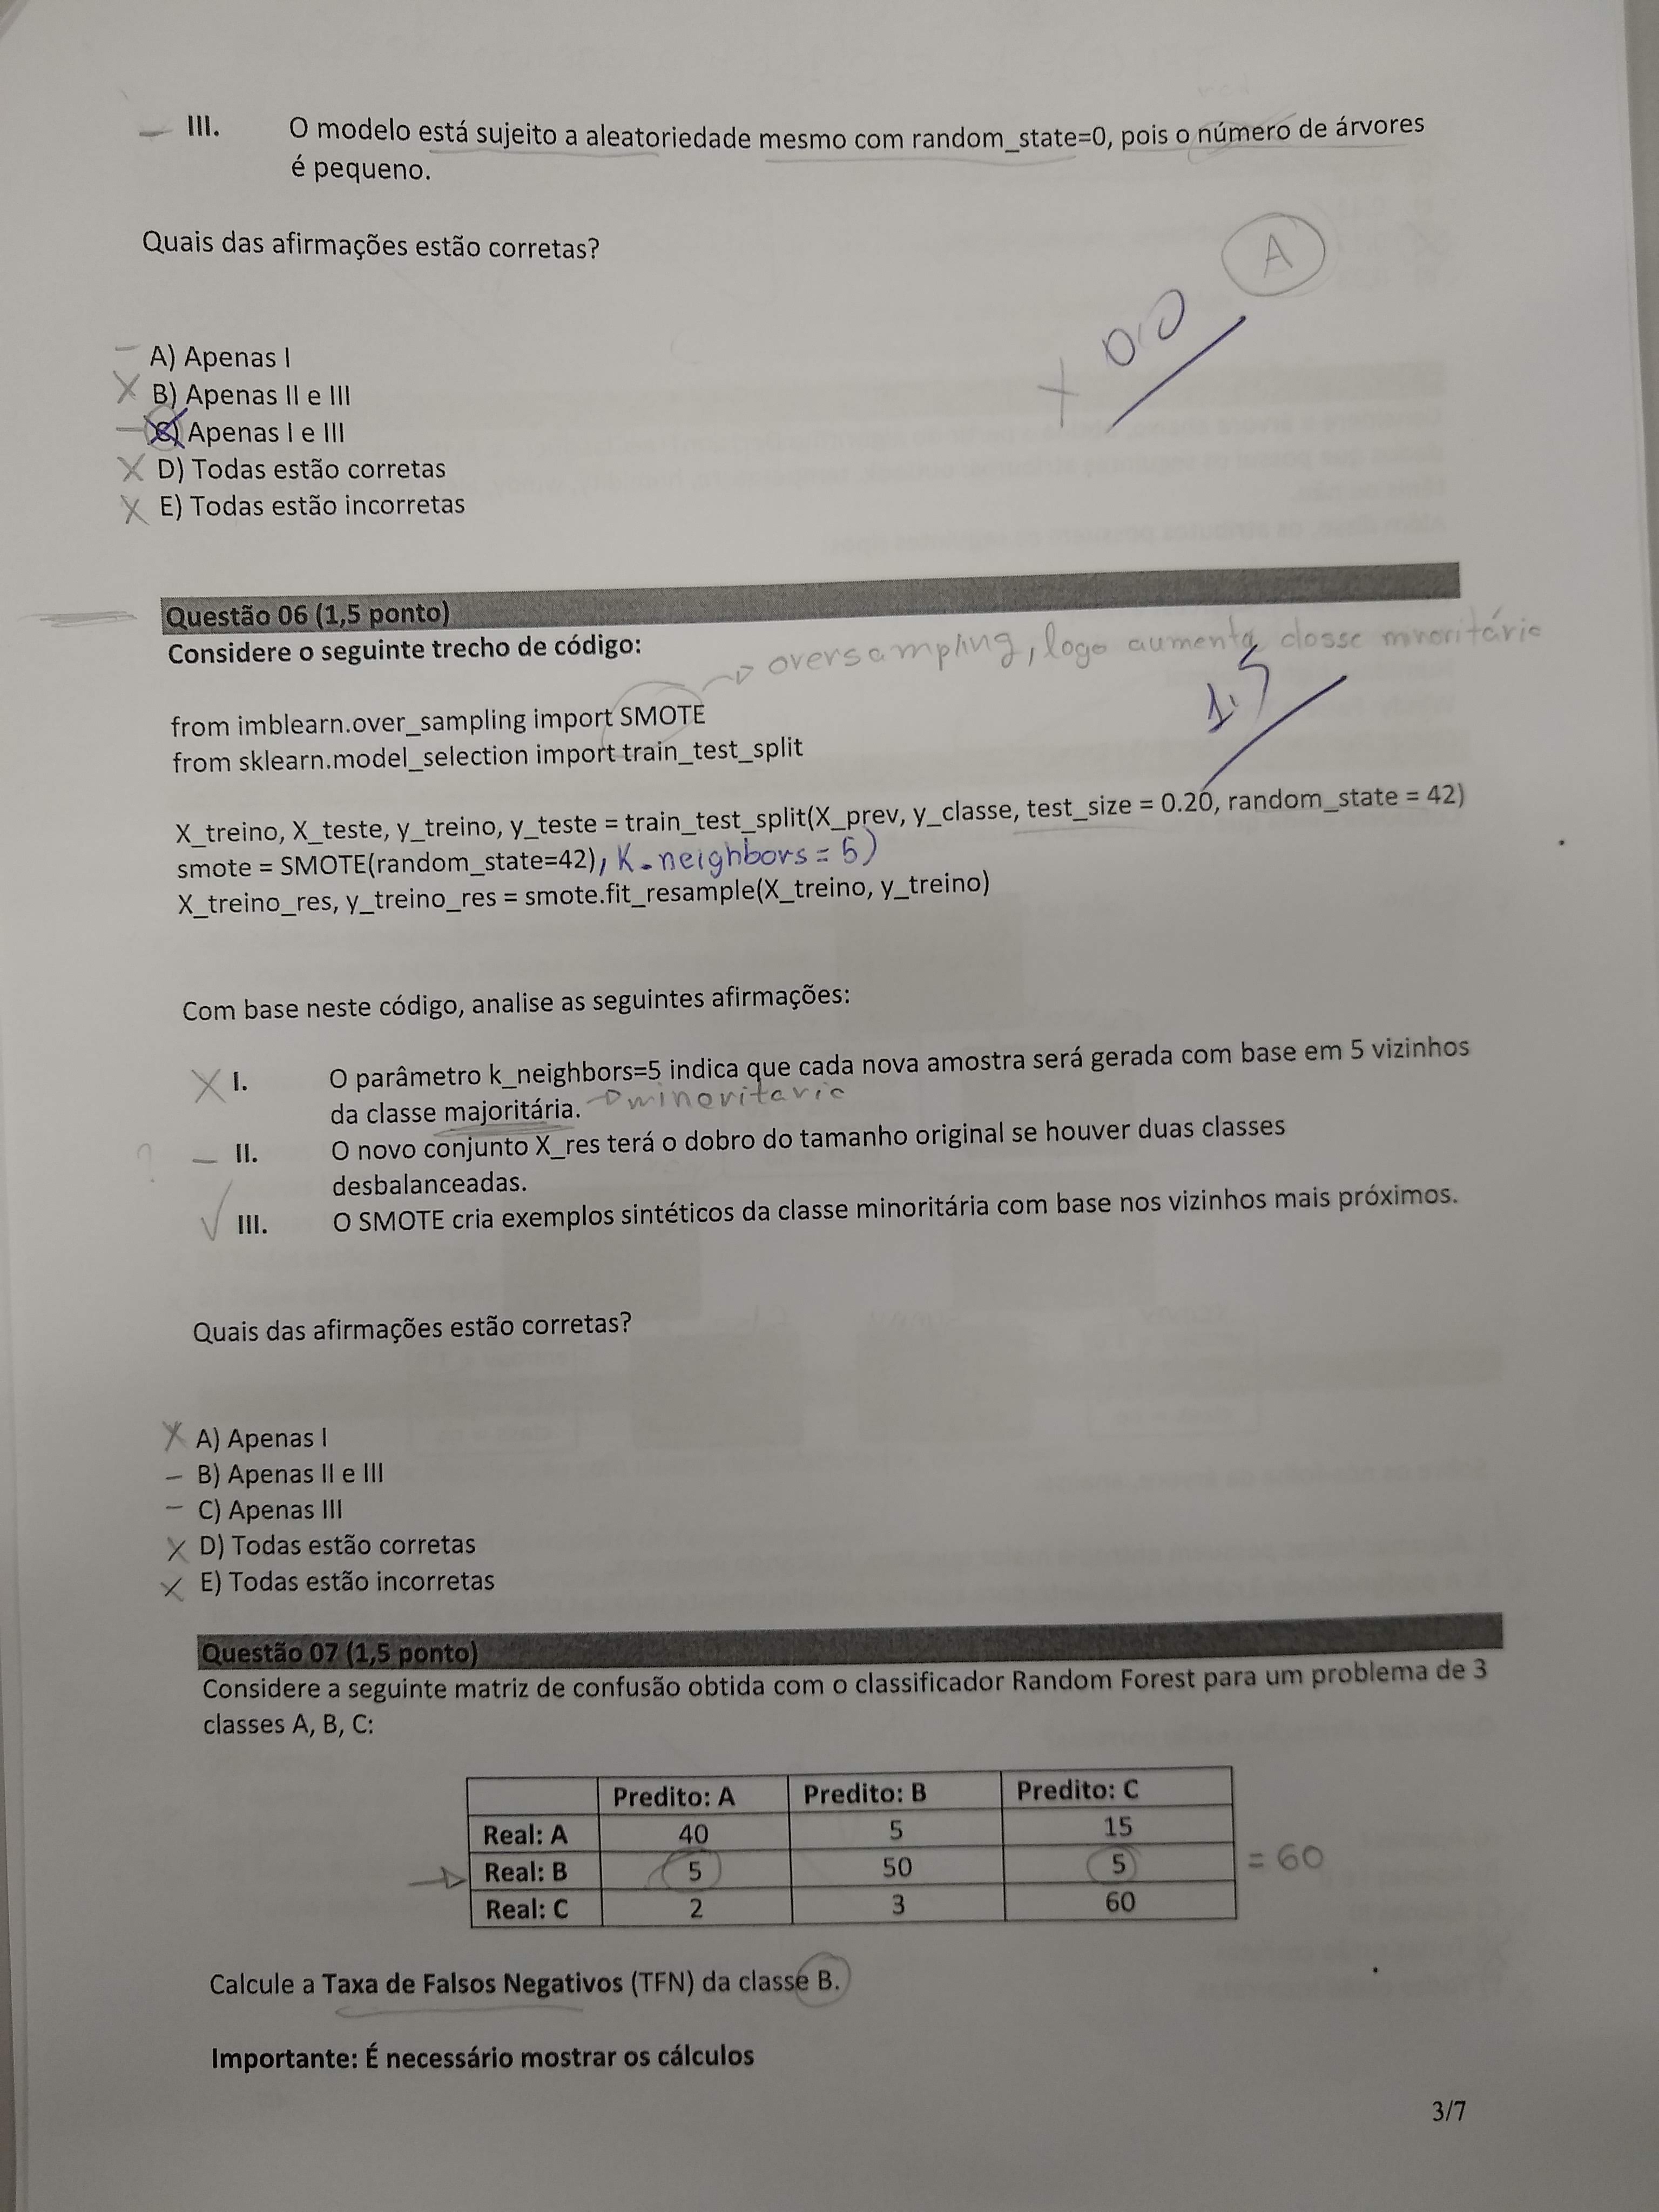 III. O modelo está sujeito a aleatoriedade mesmo com random_state=0, pois o número de árvores
é pequeno.
Quais das afirmações estão corretas?
A
0,0
A) Apenas I
B) Apenas II e III
C) Apenas I e III
D) Todas estão corretas
E) Todas estão incorretas
Questão 06 (1,5 ponto)
Considere o seguinte trecho de código:
oversampling, logo aumenta classe minoritário
1,5
from imblearn.over_sampling import SMOTE
from sklearn.model_selection import train_test_split
X_treino, X_teste, y_treino, y_teste = train_test_split(X_prev, y_classe, test_size = 0.20, random_state = 42)
smote = SMOTE(random_state=42), K_neighbors = 5)
X_treino_res, y_treino_res = smote.fit_resample(X_treino, y_treino)
Com base neste código, analise as seguintes afirmações:
I. O parâmetro k_neighbors=5 indica que cada nova amostra será gerada com base em 5 vizinhos
da classe majoritária. minoritario
? II. O novo conjunto X_res terá o dobro do tamanho original se houver duas classes
desbalanceadas.
III. O SMOTE cria exemplos sintéticos da classe minoritária com base nos vizinhos mais próximos.
Quais das afirmações estão corretas?
A) Apenas I
B) Apenas II e III
C) Apenas III
D) Todas estão corretas
E) Todas estão incorretas
Questão 07 (1,5 ponto)
Considere a seguinte matriz de confusão obtida com o classificador Random Forest para um problema de 3
classes A, B, C:
Predito: A Predito: B Predito: C
Real: A 40 5 15
Real: B 5 50 5 = 60
Real: C 2 3 60
Calcule a Taxa de Falsos Negativos (TFN) da classe B.
Importante: É necessário mostrar os cálculos
3/7